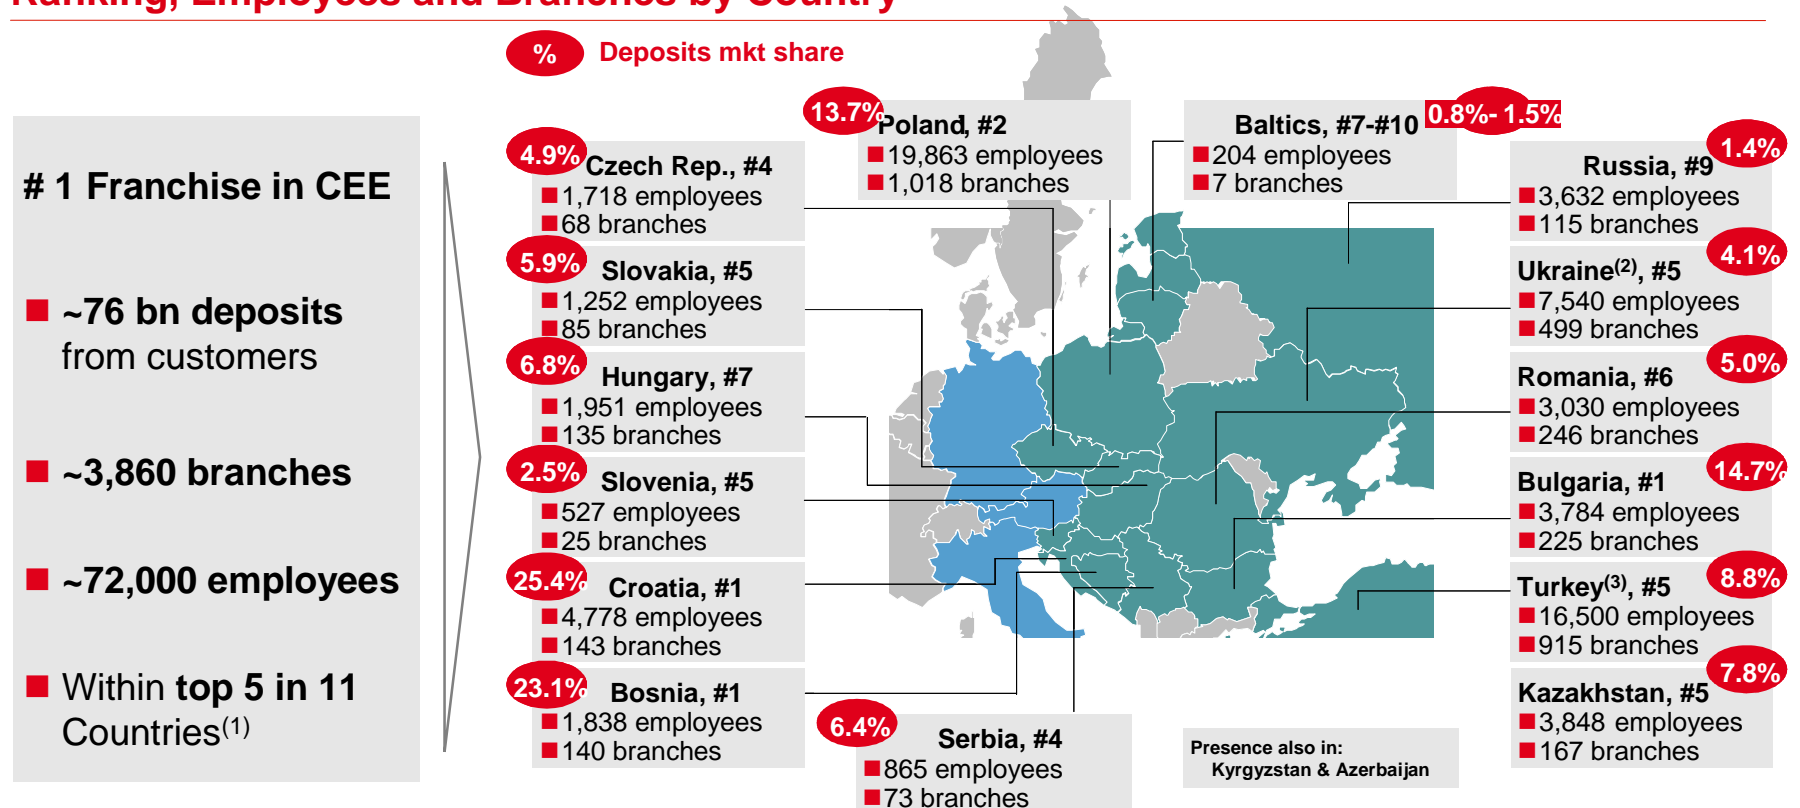 Ranking, Employees and Branches by Country
% Deposits mkt share
# 1 Franchise in CEE
~76 bn deposits
from customers
~3,860 branches
~72,000 employees
Within top 5 in 11
Countries(1)
4.9%
Czech Rep., #4
1,718 employees
68 branches
5.9%
Slovakia, #5
1,252 employees
85 branches
6.8%
Hungary, #7
1,951 employees
135 branches
2.5%
Slovenia, #5
527 employees
25 branches
25.4%
Croatia, #1
4,778 employees
143 branches
23.1%
Bosnia, #1
1,838 employees
140 branches
13.7%
Poland, #2
19,863 employees
1,018 branches
Baltics, #7-#10
0.8%- 1.5%
204 employees
7 branches
6.4%
Serbia, #4
865 employees
73 branches
Presence also in:
Kyrgyzstan & Azerbaijan
1.4%
Russia, #9
3,632 employees
115 branches
4.1%
Ukraine(2), #5
7,540 employees
499 branches
5.0%
Romania, #6
3,030 employees
246 branches
14.7%
Bulgaria, #1
3,784 employees
225 branches
8.8%
Turkey(3), #5
16,500 employees
915 branches
7.8%
Kazakhstan, #5
3,848 employees
167 branches